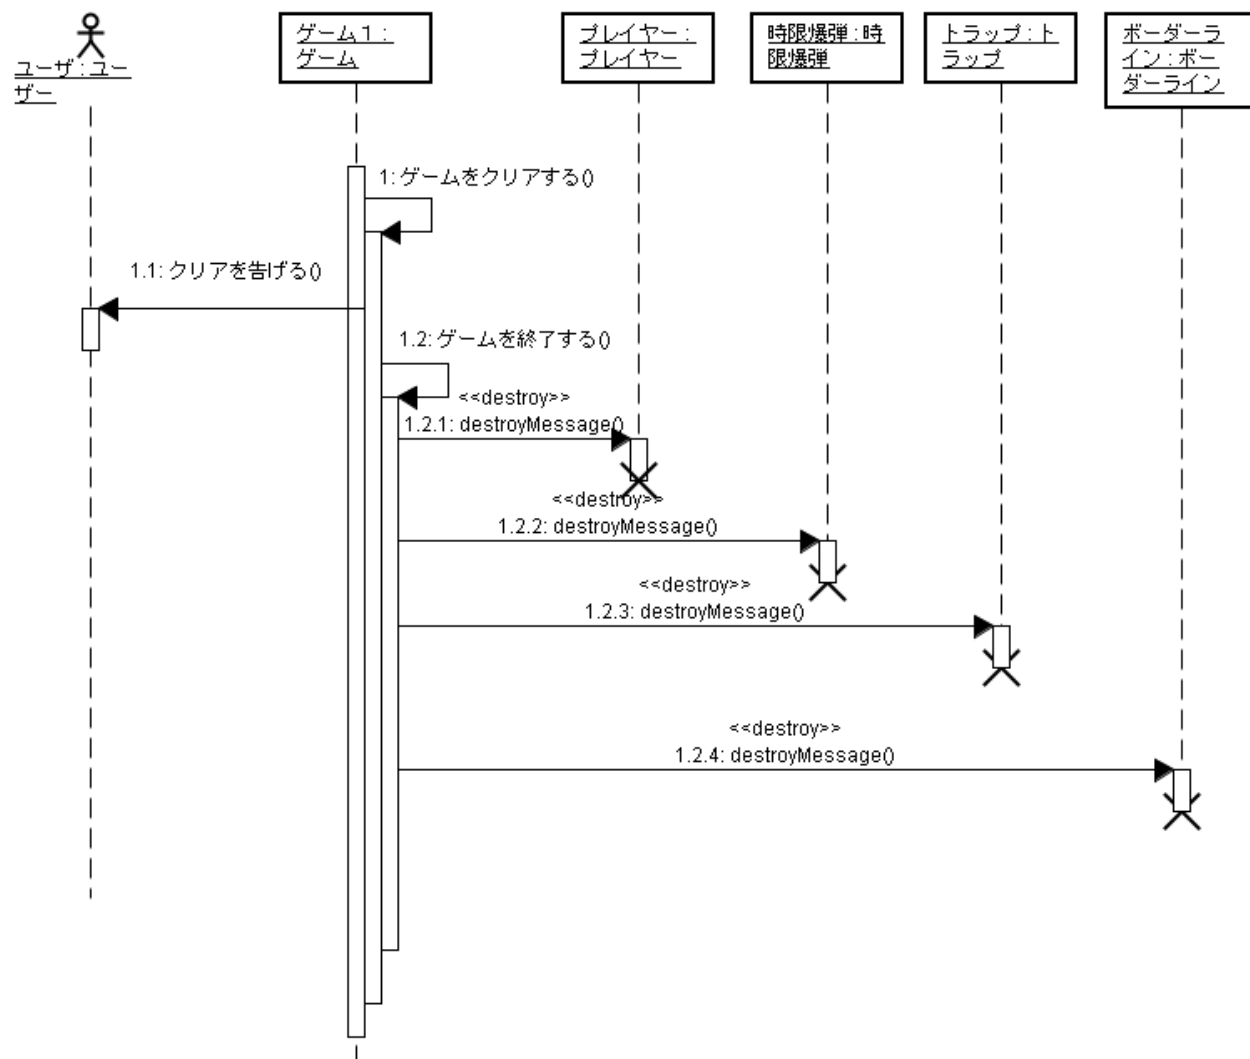 ユーザ : ユー
ザー
ゲーム１ :
ゲーム
プレイヤー :
プレイヤー
時限爆弾 : 時
限爆弾
トラップ : ト
ラップ
ボーダーラ
イン : ボー
ダーライン
1: ゲームをクリアする()
1.1: クリアを告げる()
1.2: ゲームを終了する()
<<destroy>>
1.2.1: destroyMessage()
<<destroy>>
1.2.2: destroyMessage()
<<destroy>>
1.2.3: destroyMessage()
<<destroy>>
1.2.4: destroyMessage()